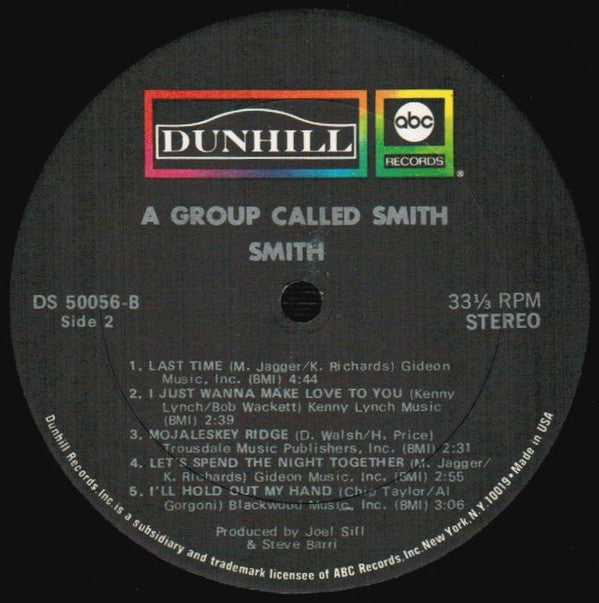 DUNHILL
abc
RECORDS
®
A GROUP CALLED SMITH
SMITH
DS 50056-B
Side 2
33⅓ RPM
STEREO
1. LAST TIME (M. Jagger/K. Richards) Gideon
Music, Inc. (BMI) 4:44
2. I JUST WANNA MAKE LOVE TO YOU (Kenny
Lynch/Bob Wackett) Kenny Lynch Music
(BMI) 2:39
3. MOJALESKEY RIDGE (D. Walsh/H. Price)
Trousdale Music Publishers, Inc. (BMI) 2:31
4. LET'S SPEND THE NIGHT TOGETHER (M. Jagger/
K. Richards) Gideon Music, Inc. (BMI) 2:55
5. I'LL HOLD OUT MY HAND (Chip Taylor/Al
Gorgoni) Blackwood Music, Inc. (BMI) 3:06
Produced by Joel Sill
& Steve Barri
Dunhill Records, Inc is a subsidiary and trademark licensee of ABC Records, Inc. New York, N.Y. 10019 • Made in USA